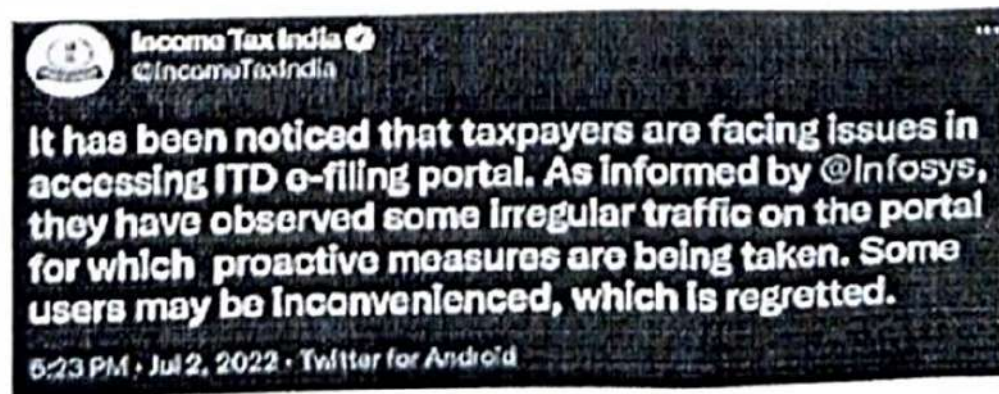 Income Tax India
@IncomeTaxIndia
It has been noticed that taxpayers are facing issues in
accessing ITD e-filing portal. As informed by @Infosys,
they have observed some irregular traffic on the portal
for which proactive measures are being taken. Some
users may be inconvenienced, which is regretted.
5:23 PM · Jul 2, 2022 · Twitter for Android